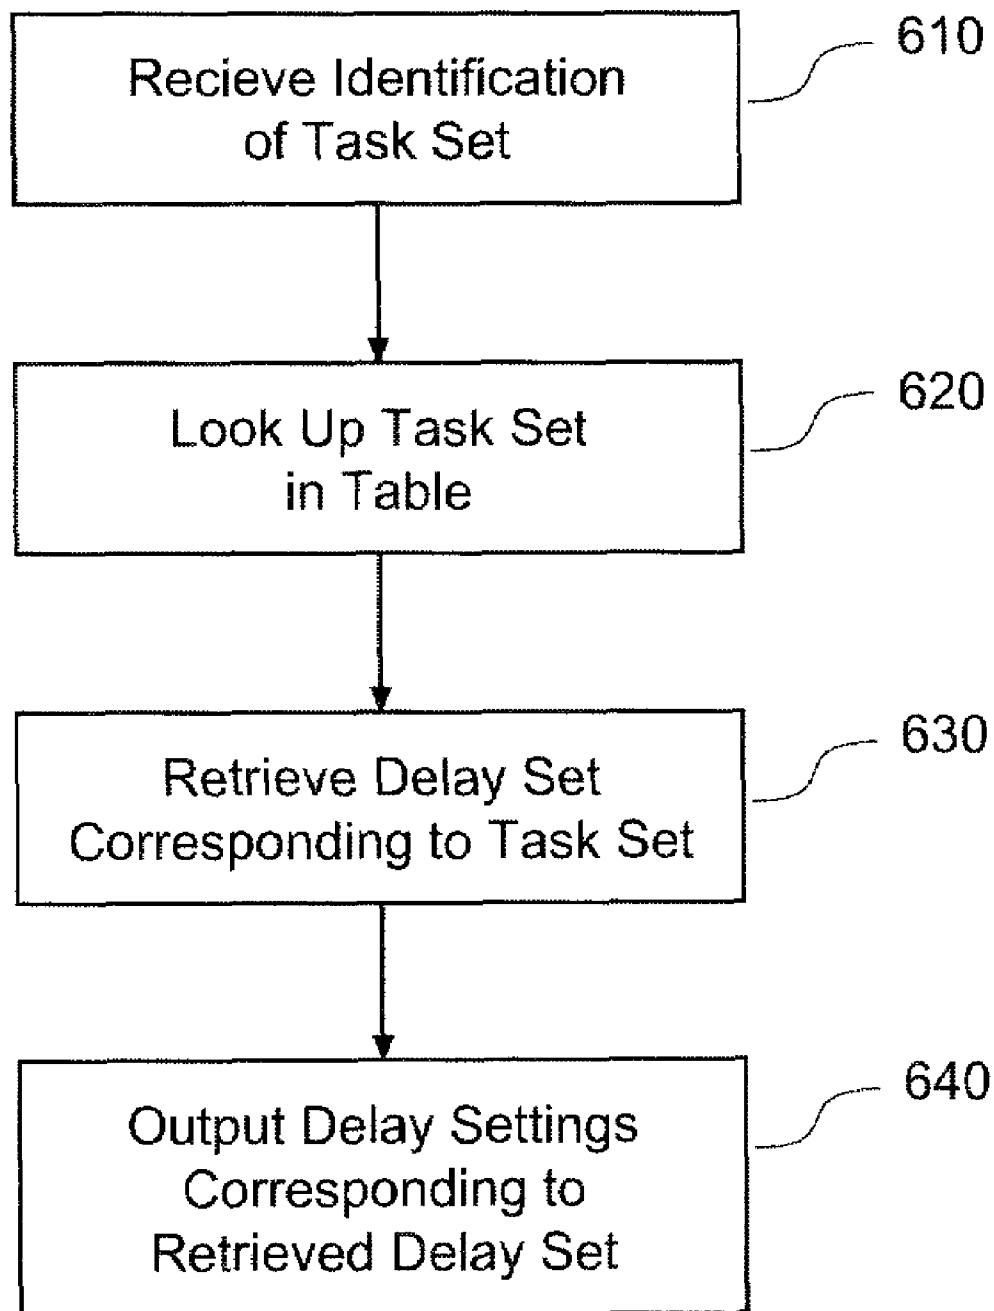 Recieve Identification
of Task Set
610
Look Up Task Set
in Table
620
Retrieve Delay Set
Corresponding to Task Set
630
Output Delay Settings
Corresponding to
Retrieved Delay Set
640